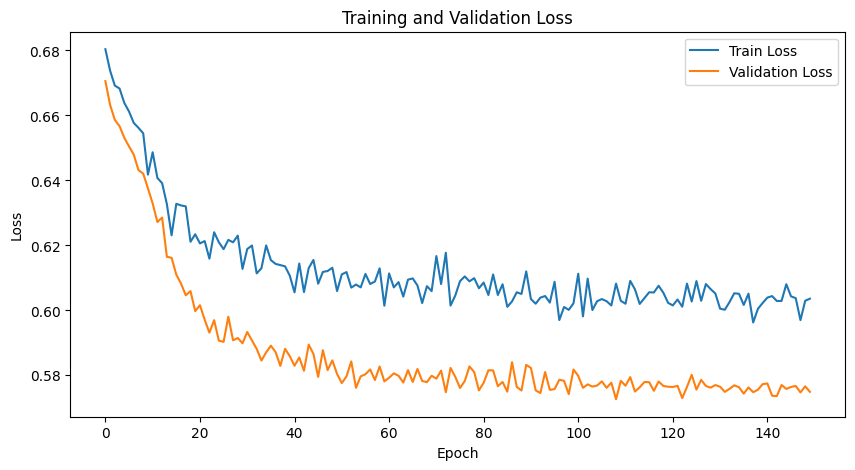 Training and Validation Loss
Train Loss
Validation Loss
0.68
0.66
0.64
0.62
0.60
0.58
Loss
0 20 40 60 80 100 120 140
Epoch